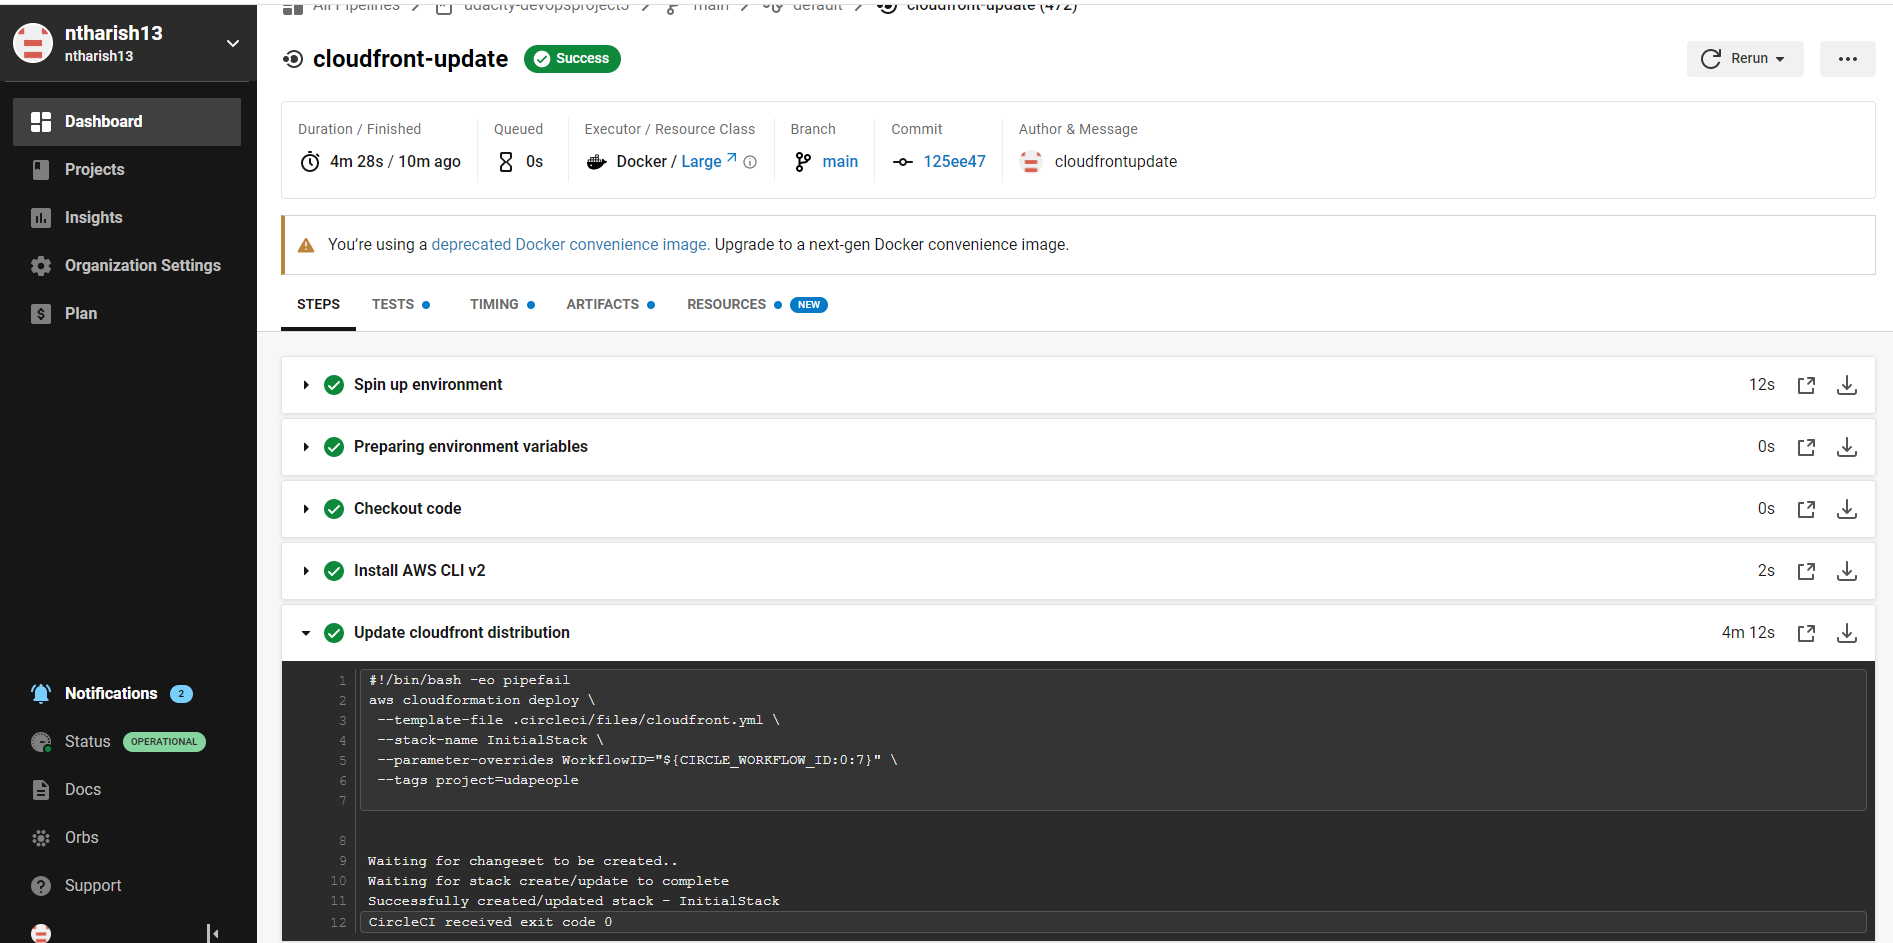 ntharish13
ntharish13
Dashboard
Projects
Insights
Organization Settings
Plan
Notifications 2
Status OPERATIONAL
Docs
Orbs
Support
All Pipelines udacity-devopsproject3 main default cloudfront-update (472)
cloudfront-update Success
Rerun
Duration / Finished
4m 28s / 10m ago
Queued
0s
Executor / Resource Class
Docker / Large
Branch
main
Commit
125ee47
Author & Message
cloudfrontupdate
You’re using a deprecated Docker convenience image. Upgrade to a next-gen Docker convenience image.
STEPS TESTS TIMING ARTIFACTS RESOURCES NEW
Spin up environment 12s
Preparing environment variables 0s
Checkout code 0s
Install AWS CLI v2 2s
Update cloudfront distribution 4m 12s
1 #!/bin/bash -eo pipefail
2 aws cloudformation deploy \
3 --template-file .circleci/files/cloudfront.yml \
4 --stack-name InitialStack \
5 --parameter-overrides WorkflowID="${CIRCLE_WORKFLOW_ID:0:7}" \
6 --tags project=udapeople
7
8
9 Waiting for changeset to be created..
10 Waiting for stack create/update to complete
11 Successfully created/updated stack - InitialStack
12 CircleCI received exit code 0